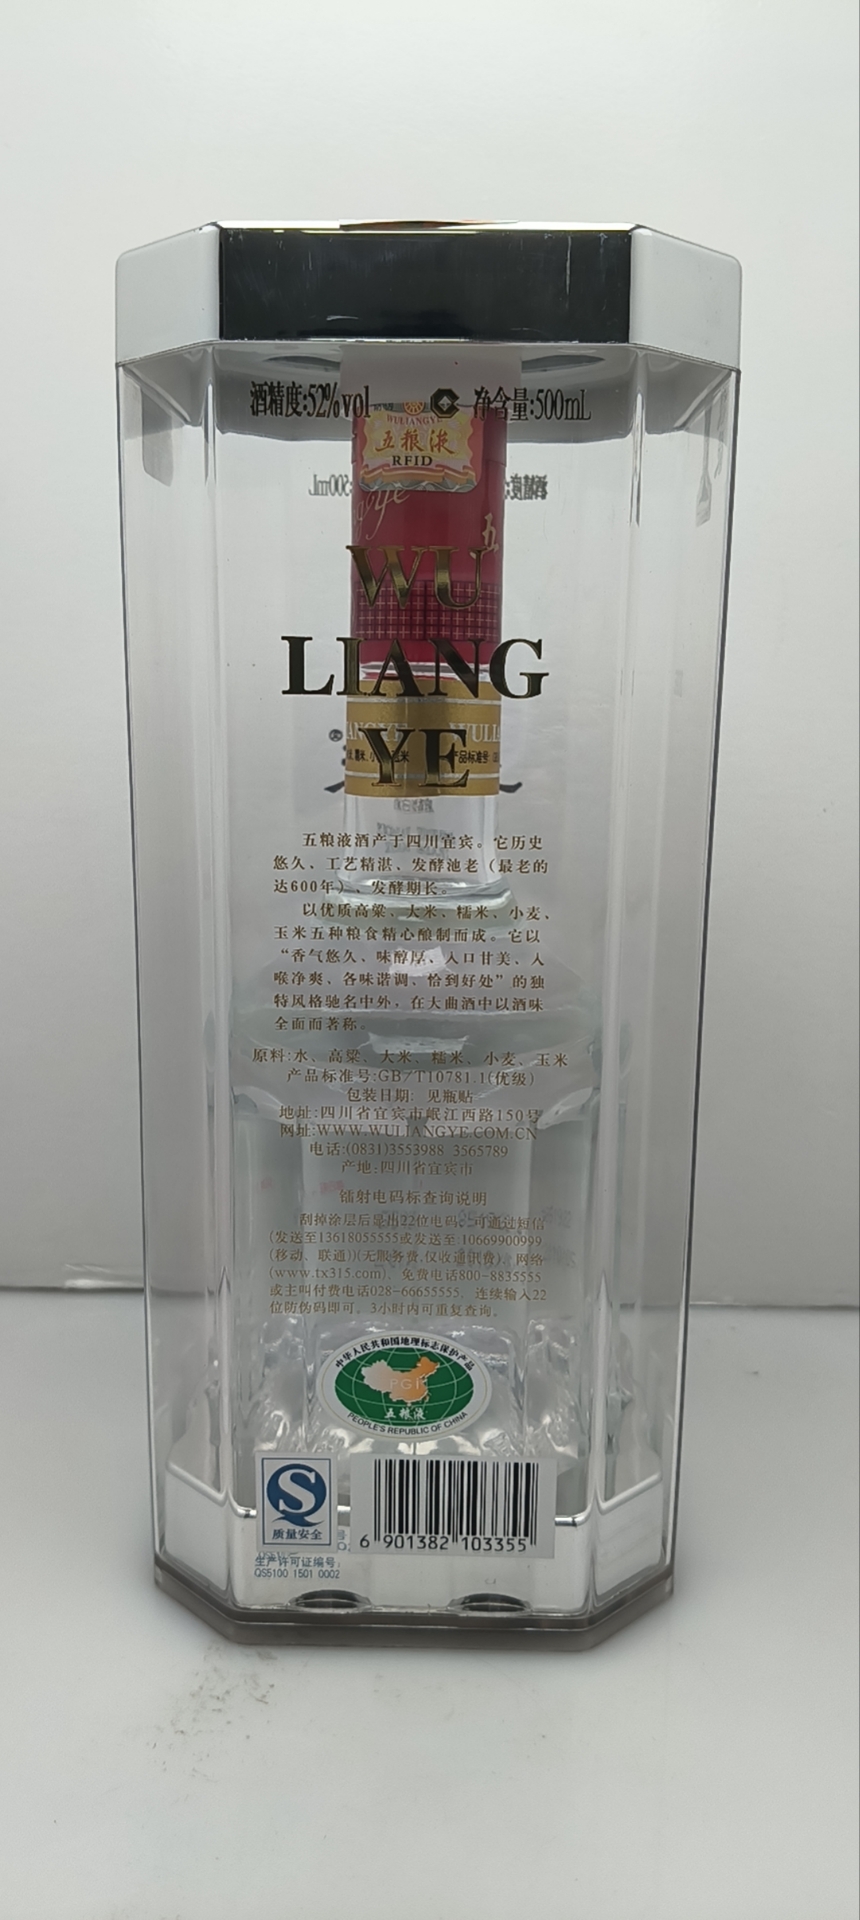 酒精度:52%vol 净含量:500mL
WULIANGYE
五粮液
RFID
五
WU
LIANG
YE
产品标准号
五粮液酒产于四川宜宾。它历史
悠久、工艺精湛、发酵池老（最老的
达600年）、发酵期长。
以优质高粱、大米、糯米、小麦、
玉米五种粮食精心酿制而成。它以
“香气悠久、味醇厚、入口甘美、入
喉净爽、各味谐调、恰到好处”的独
特风格驰名中外，在大曲酒中以酒味
全面而著称。
原料:水、高粱、大米、糯米、小麦、玉米
产品标准号:GB/T10781.1(优级)
包装日期: 见瓶贴
地址:四川省宜宾市岷江西路150号
网址:WWW.WULIANGYE.COM.CN
电话:(0831)3553988 3565789
产地:四川省宜宾市
镭射电码标查询说明
刮掉涂层后显出22位电码。可通过短信
(发送至13618055555或发送至:10669900999
(移动、联通))(无服务费,仅收通讯费)、网络
(www.tx315.com)、免费电话800-8835555
或主叫付费电话028-66655555，连续输入22
位防伪码即可。3小时内可重复查询。
中华人民共和国地理标志保护产品
PGI
五粮液
PEOPLE'S REPUBLIC OF CHINA
质量安全
6 901382 103355
生产许可证编号:
QS5100 1501 0002